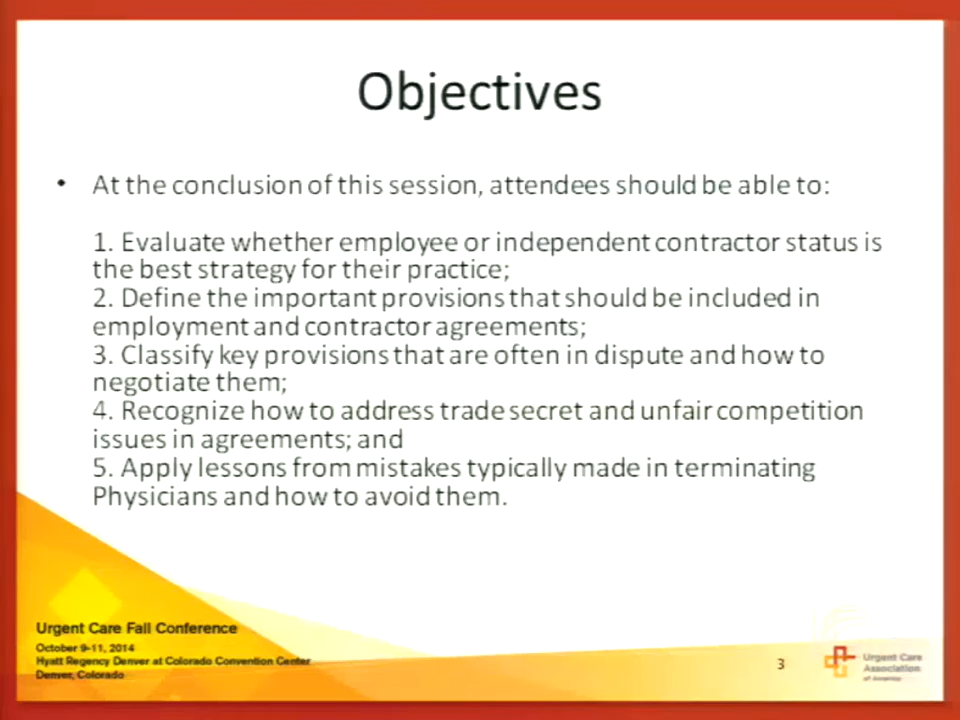 Objectives
• At the conclusion of this session, attendees should be able to:
1. Evaluate whether employee or independent contractor status is
the best strategy for their practice;
2. Define the important provisions that should be included in
employment and contractor agreements;
3. Classify key provisions that are often in dispute and how to
negotiate them;
4. Recognize how to address trade secret and unfair competition
issues in agreements; and
5. Apply lessons from mistakes typically made in terminating
Physicians and how to avoid them.
Urgent Care Fall Conference
October 9-11, 2014
Hyatt Regency Denver at Colorado Convention Center
Denver, Colorado
3
Urgent Care
Association
of America